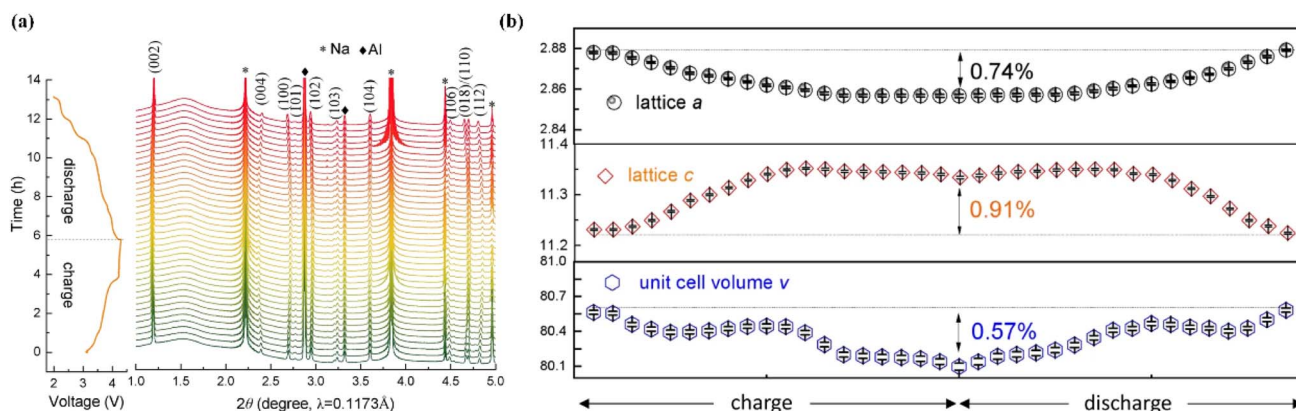 (a)
(002)
* Na ♦Al
*
(004)
(100)
(101)
♦
(102)
(103)
♦
(104)
*
*
(106)
(018)/(110)
(112)
*
14
12
10
8
6
4
2
0
Time (h)
discharge
charge
2 3 4
Voltage (V)
1.0 1.5 2.0 2.5 3.0 3.5 4.0 4.5 5.0
2θ (degree, λ=0.1173Å)
(b)
2.88
2.86
2.84
lattice a
0.74%
11.4
11.3
11.2
lattice c
0.91%
81.0
80.7
80.4
80.1
unit cell volume v
0.57%
charge
discharge